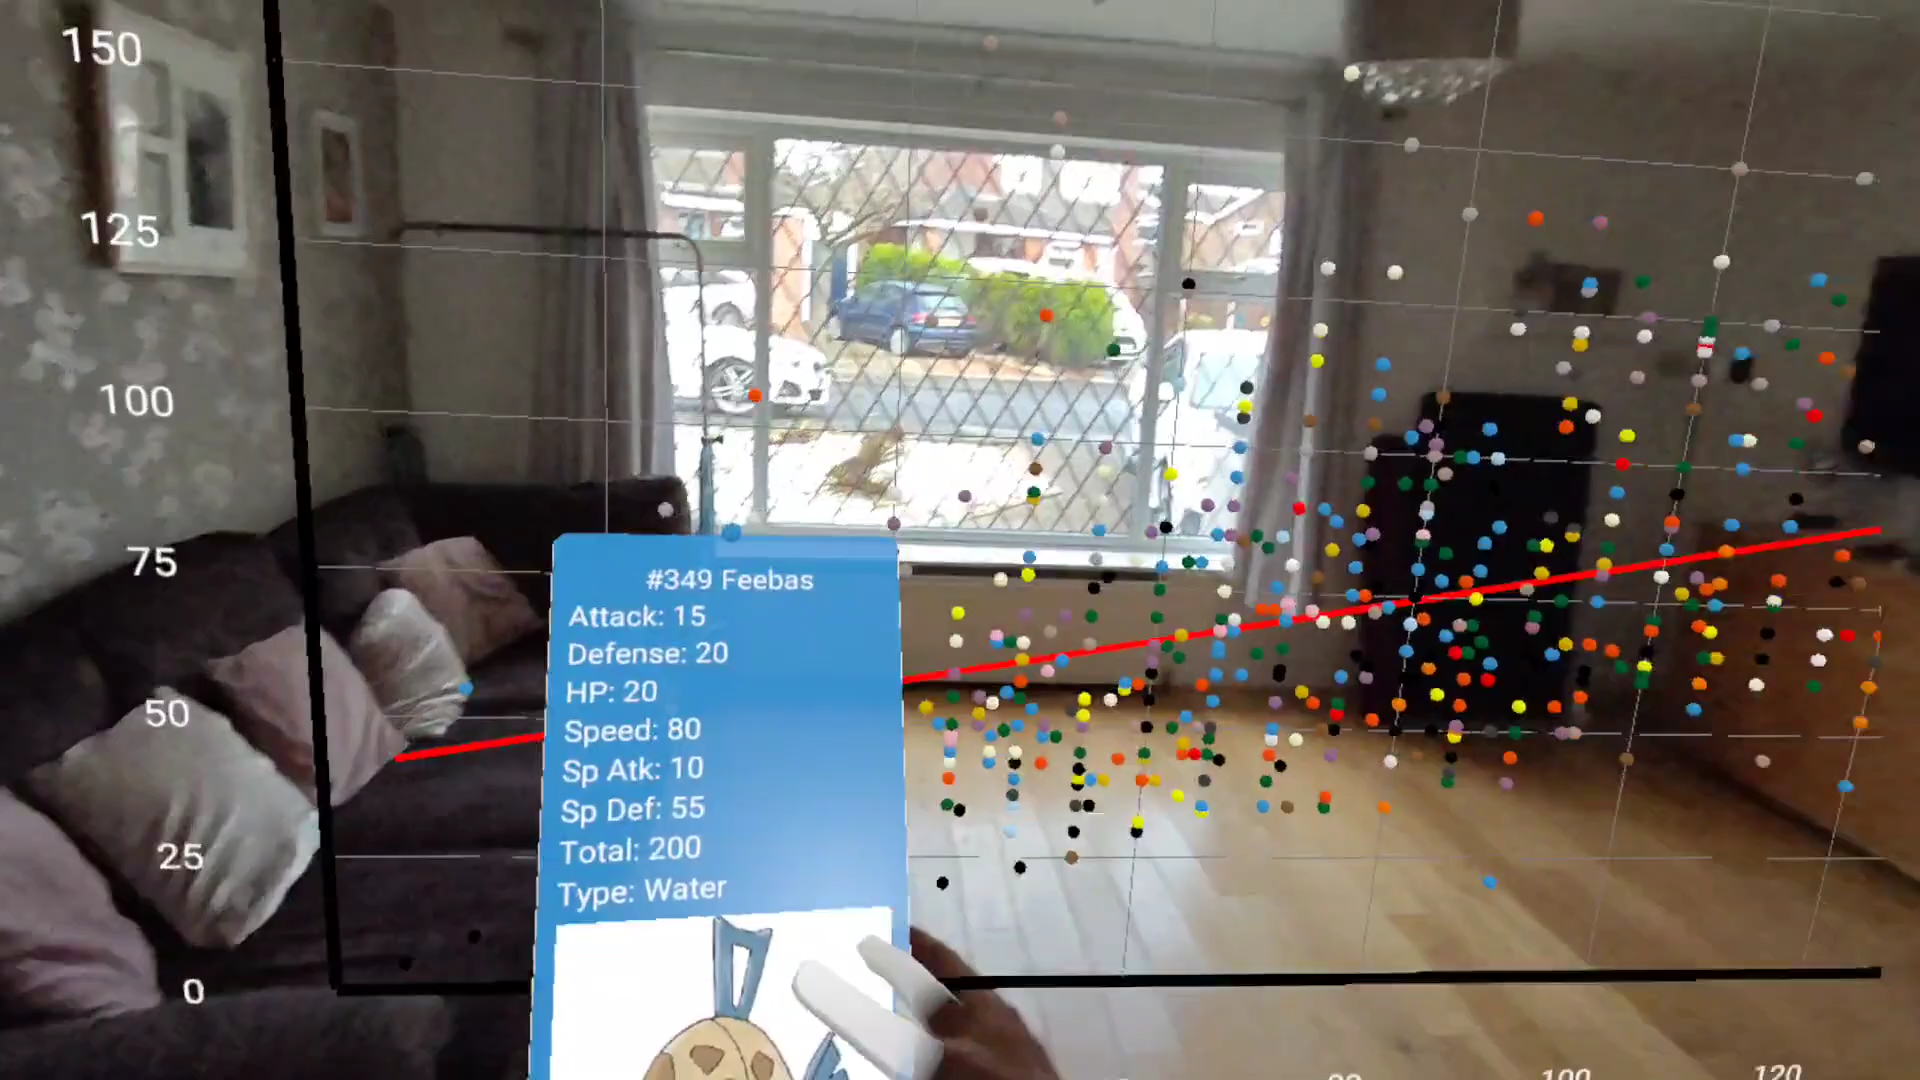 150
125
100
75
50
25
0
#349 Feebas
Attack: 15
Defense: 20
HP: 20
Speed: 80
Sp Atk: 10
Sp Def: 55
Total: 200
Type: Water
100
120